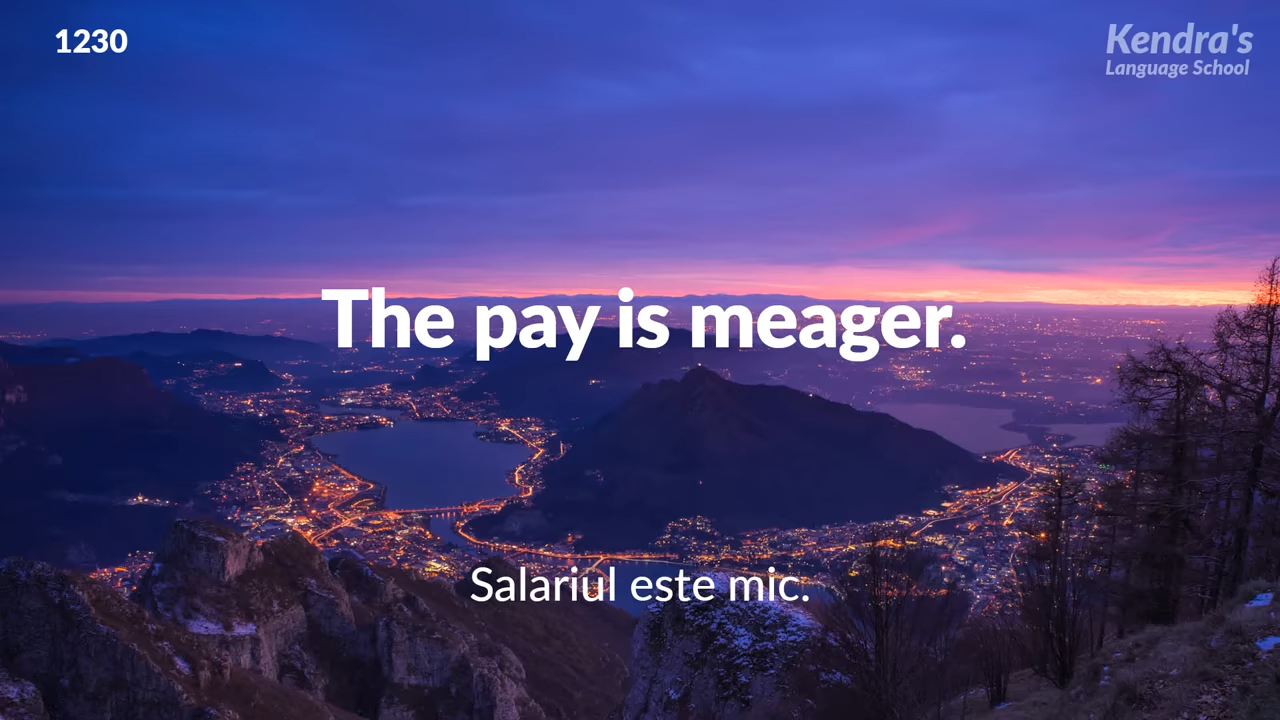 1230
Kendra's
Language School
The pay is meager.
Salariul este mic.